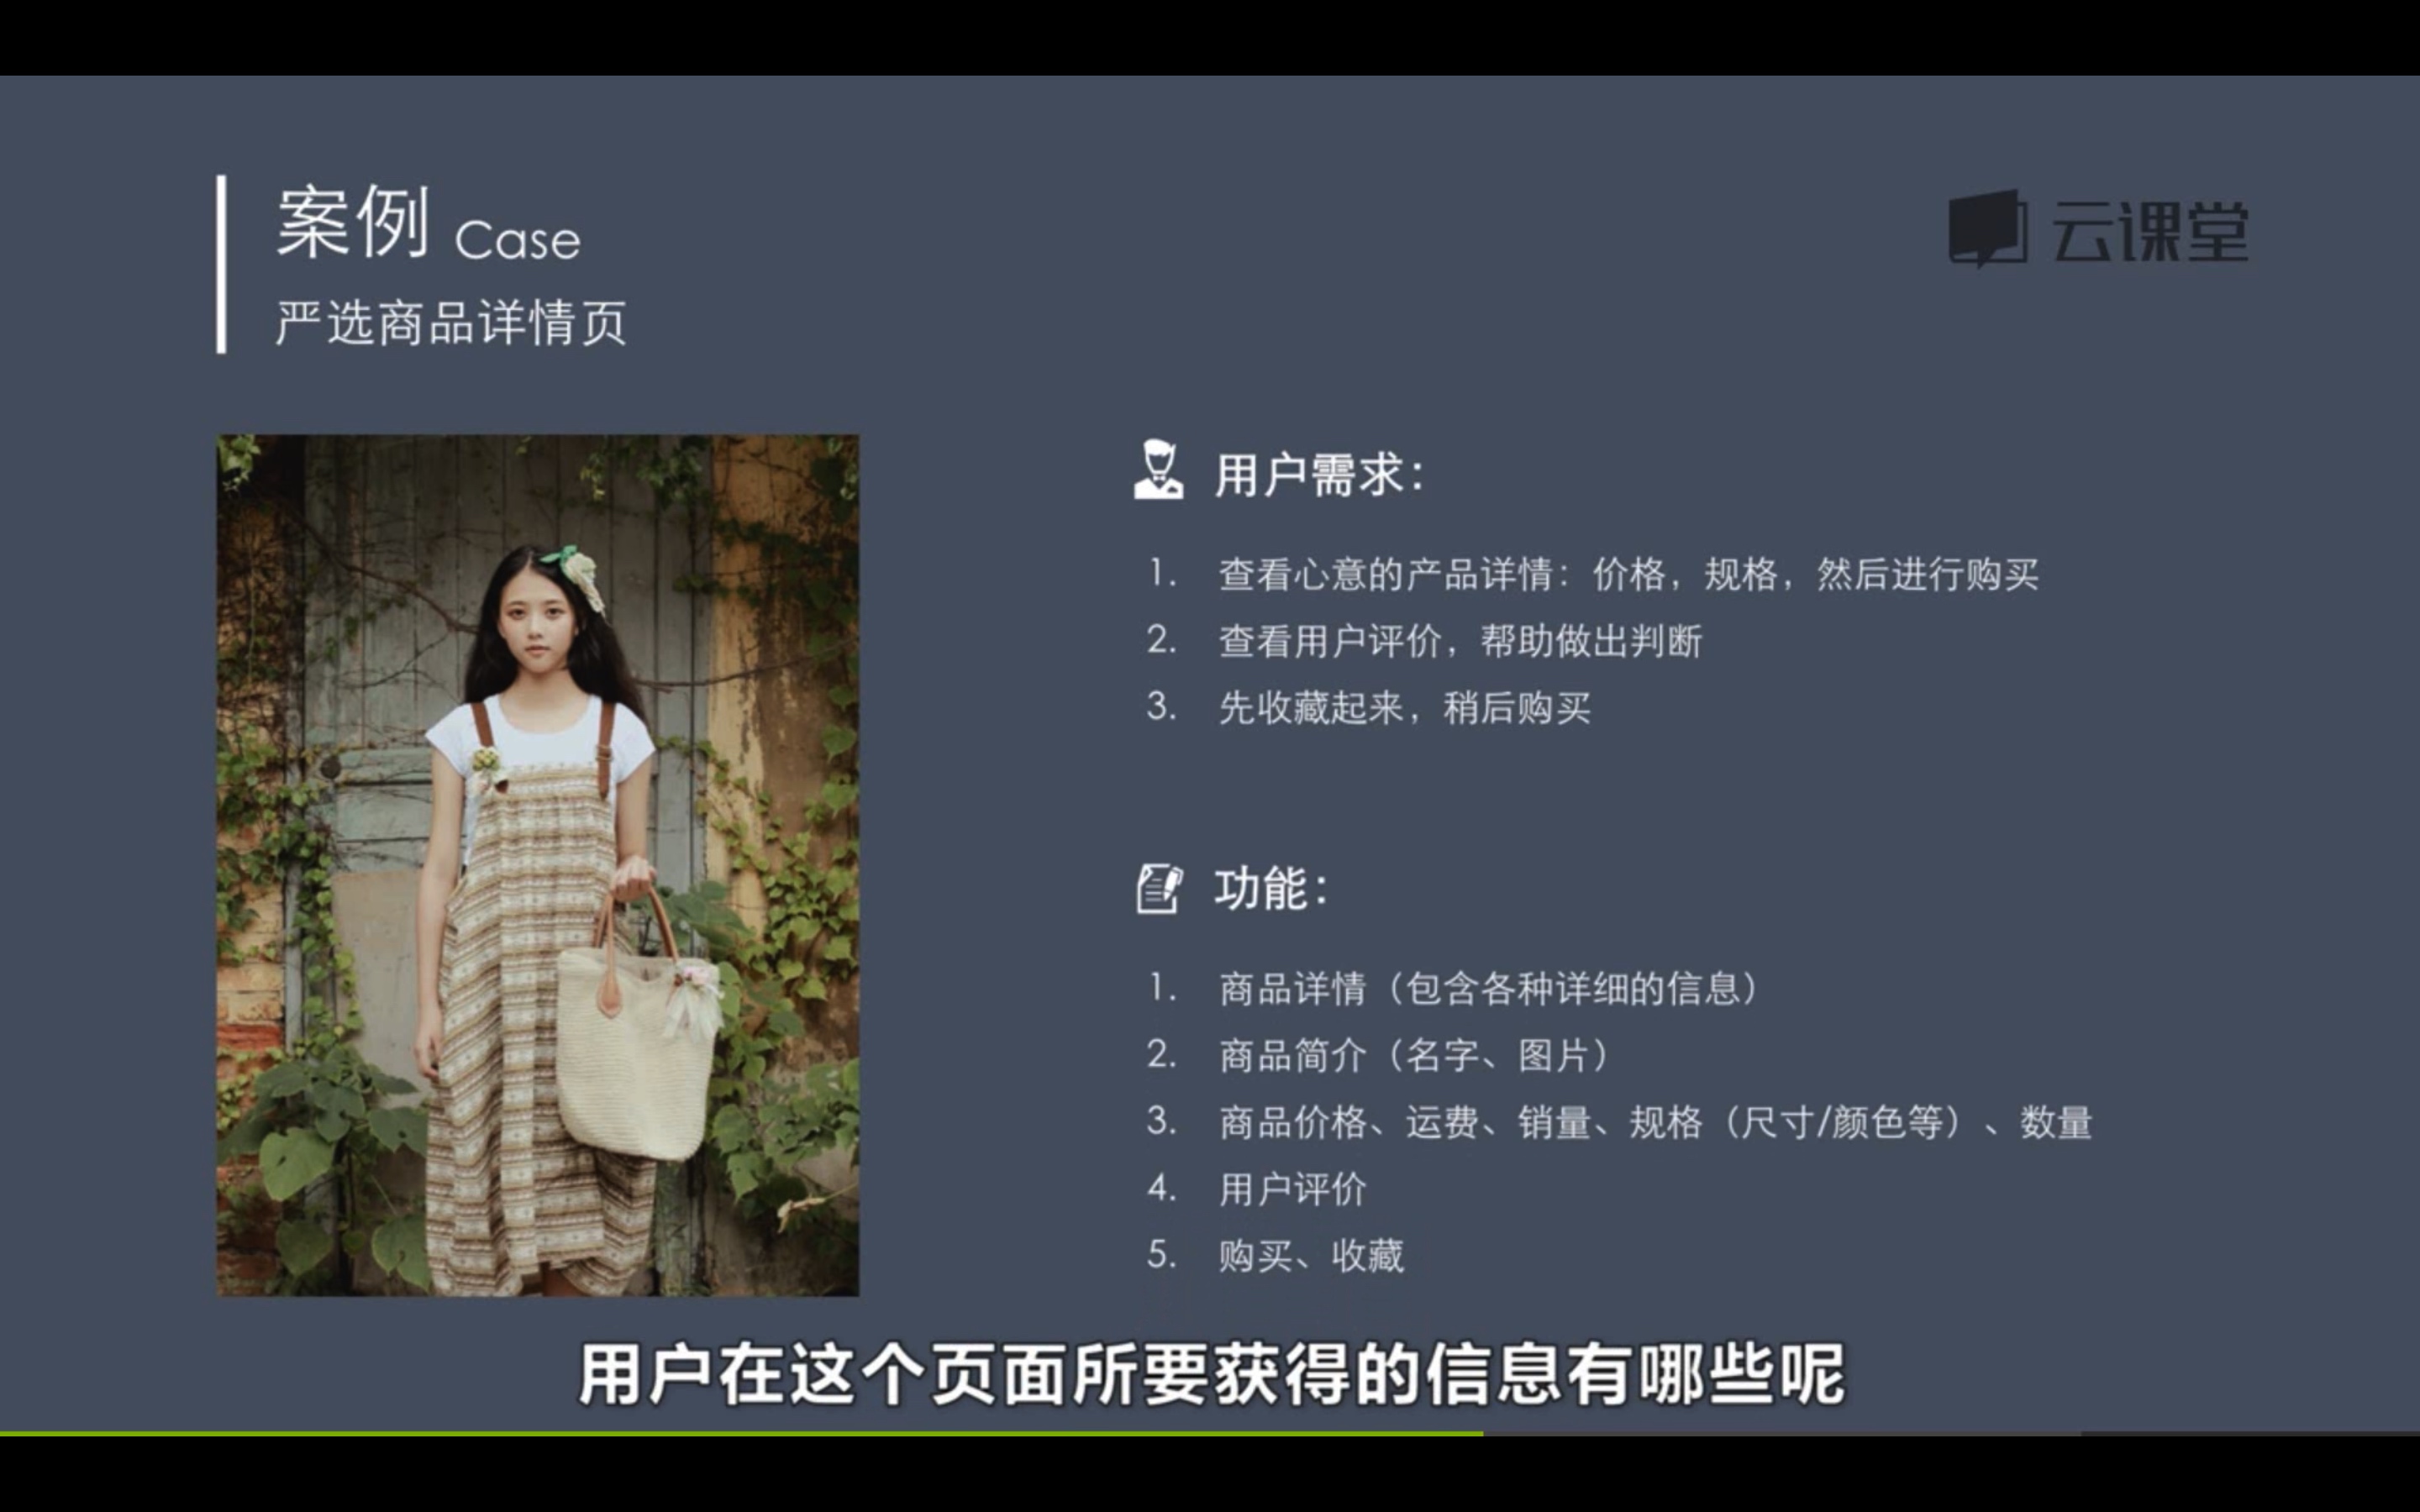 案例 Case
严选商品详情页
云课堂
用户需求：
1. 查看心意的产品详情：价格，规格，然后进行购买
2. 查看用户评价，帮助做出判断
3. 先收藏起来，稍后购买
功能：
1. 商品详情（包含各种详细的信息）
2. 商品简介（名字、图片）
3. 商品价格、运费、销量、规格（尺寸/颜色等）、数量
4. 用户评价
5. 购买、收藏
用户在这个页面所要获得的信息有哪些呢